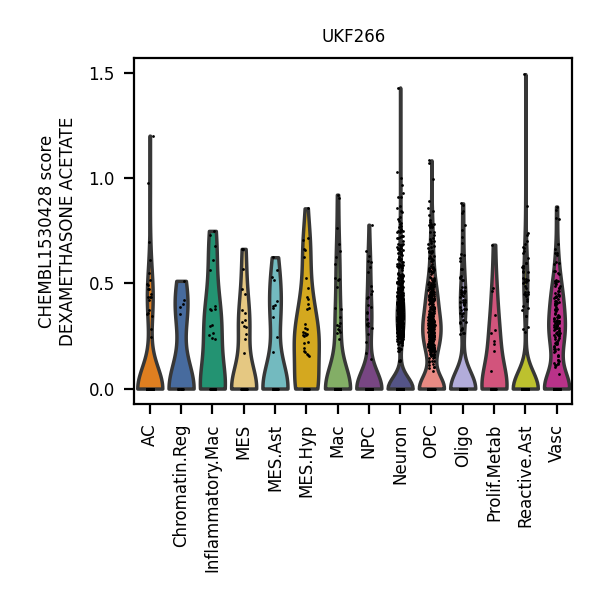 UKF266
CHEMBL1530428 score
DEXAMETHASONE ACETATE
1.5
1.0
0.5
0.0
AC
Chromatin.Reg
Inflammatory.Mac
MES
MES.Ast
MES.Hyp
Mac
NPC
Neuron
OPC
Oligo
Prolif.Metab
Reactive.Ast
Vasc